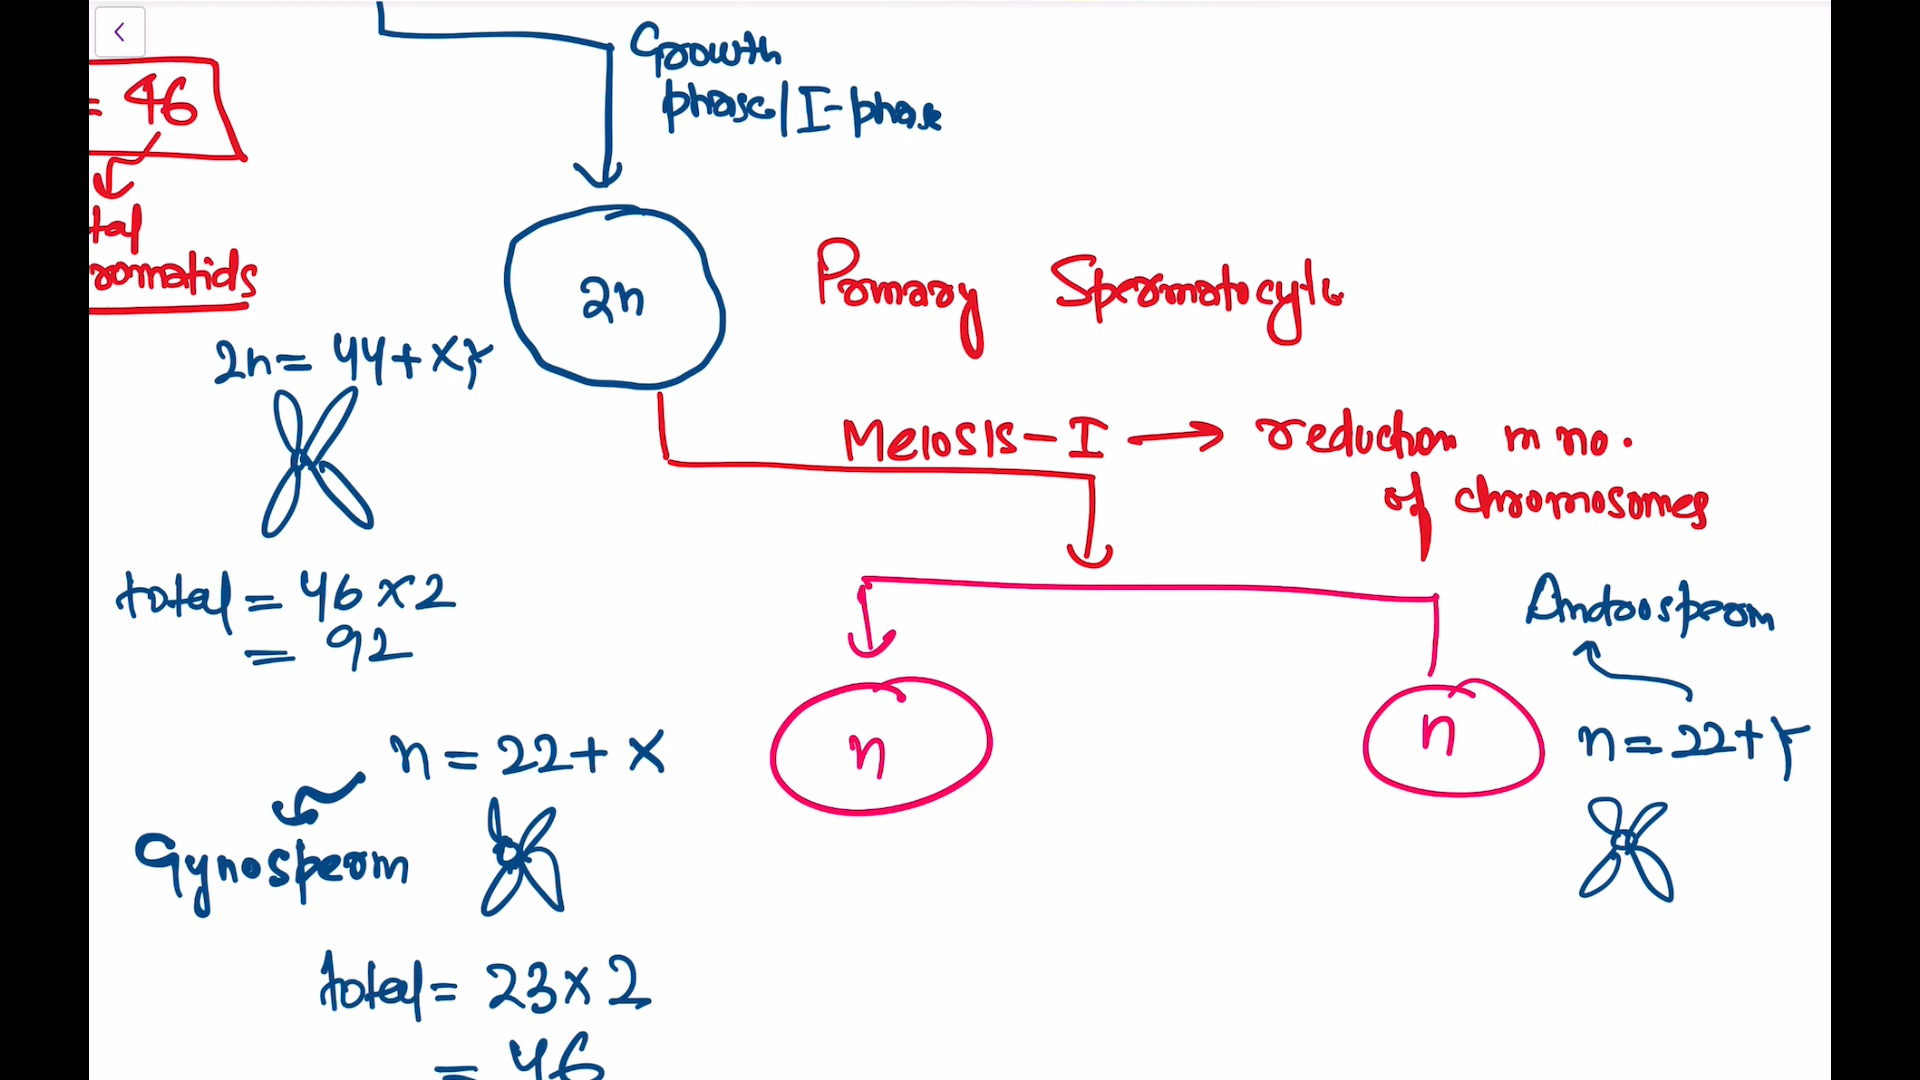 Growth
phase/I-phase
= 46
tal
romatids
2n
Primary Spermatocyte
2n = 44 + XY
Meiosis-I → reduction in no.
of chromosomes
total = 46 x 2
= 92
Androsperm
n = 22 + X
n
n
n = 22 + Y
Gynosperm
total = 23 x 2
= 46